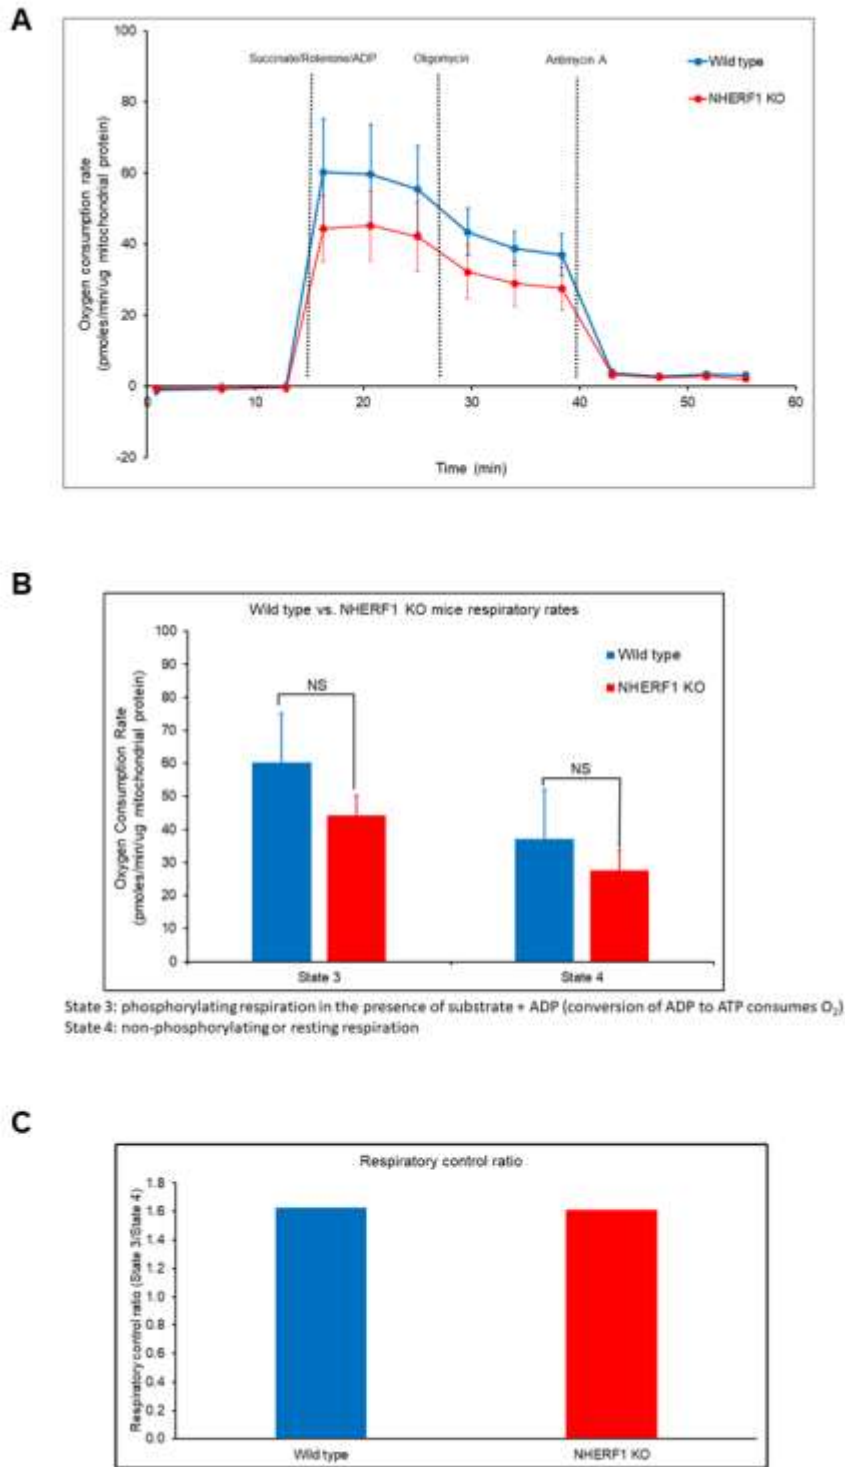 A
100
80
60
40
20
0
-20
0
10
20
30
40
50
60
Succinate/Rotenone/ADP
Oligomycin
Antimycin A
Wild type
NHERF1 KO
Oxygen consumption rate
(pmoles/min/ug mitochondrial protein)
Time (min)
B
Wild type vs. NHERF1 KO mice respiratory rates
100
90
80
70
60
50
40
30
20
10
0
Wild type
NHERF1 KO
NS
NS
Oxygen Consumption Rate
(pmoles/min/ug mitochondrial protein)
State 3
State 4
State 3: phosphorylating respiration in the presence of substrate + ADP (conversion of ADP to ATP consumes O₂)
State 4: non-phosphorylating or resting respiration
C
Respiratory control ratio
1.8
1.6
1.4
1.2
1.0
0.8
0.6
0.4
0.2
0.0
Respiratory control ratio (State 3/State 4)
Wild type
NHERF1 KO